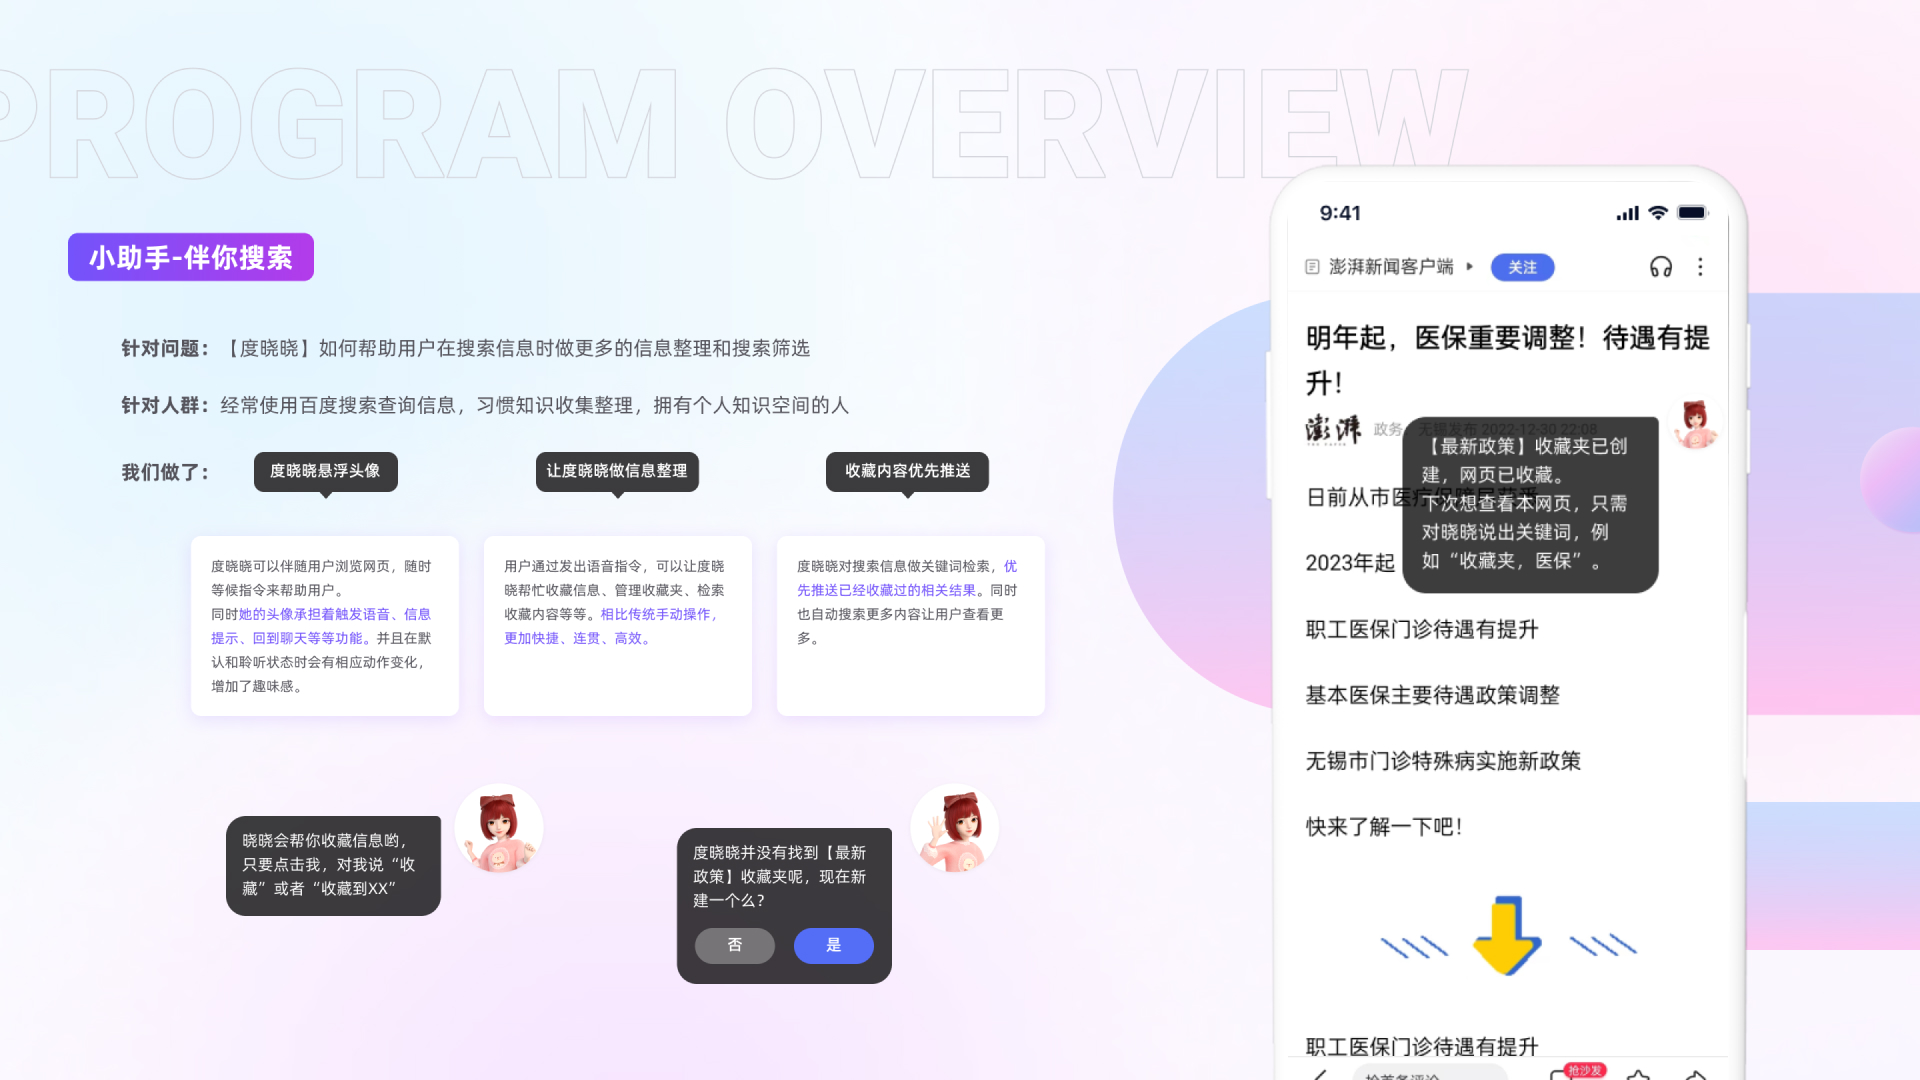 PROGRAM OVERVIEW
小助手-伴你搜索
针对问题：【度晓晓】如何帮助用户在搜索信息时做更多的信息整理和搜索筛选
针对人群：经常使用百度搜索查询信息，习惯知识收集整理，拥有个人知识空间的人
我们做了：
度晓晓悬浮头像
让度晓晓做信息整理
收藏内容优先推送
度晓晓可以伴随用户浏览网页，随时
等候指令来帮助用户。
同时她的头像承担着触发语音、信息
提示、回到聊天等等功能。并且在默
认和聆听状态时会有相应动作变化，
增加了趣味感。
用户通过发出语音指令，可以让度晓
晓帮忙收藏信息、管理收藏夹、检索
收藏内容等等。相比传统手动操作，
更加快捷、连贯、高效。
度晓晓对搜索信息做关键词检索，优
先推送已经收藏过的相关结果。同时
也自动搜索更多内容让用户查看更
多。
晓晓会帮你收藏信息哟，
只要点击我，对我说“收
藏”或者“收藏到XX”
度晓晓并没有找到【最新
政策】收藏夹呢，现在新
建一个么？
否
是
9:41
澎湃新闻客户端
关注
明年起，医保重要调整！待遇有提
升！
澎湃
政务 无锡发布 2022-12-30 22:08
【最新政策】收藏夹已创
建，网页已收藏。
下次想查看本网页，只需
对晓晓说出关键词，例
如“收藏夹，医保”。
日前从市医疗保障局获悉
2023年起
职工医保门诊待遇有提升
基本医保主要待遇政策调整
无锡市门诊特殊病实施新政策
快来了解一下吧！
职工医保门诊待遇有提升
抢沙发